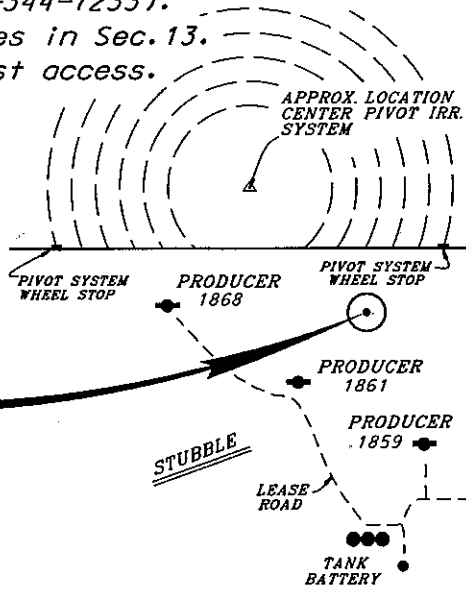 -544-7233).
es in Sec. 13.
st access.
APPROX. LOCATION
CENTER PIVOT IRR.
SYSTEM
PIVOT SYSTEM
WHEEL STOP
PRODUCER
1868
PIVOT SYSTEM
WHEEL STOP
PRODUCER
1861
PRODUCER
1859
STUBBLE
LEASE
ROAD
TANK
BATTERY